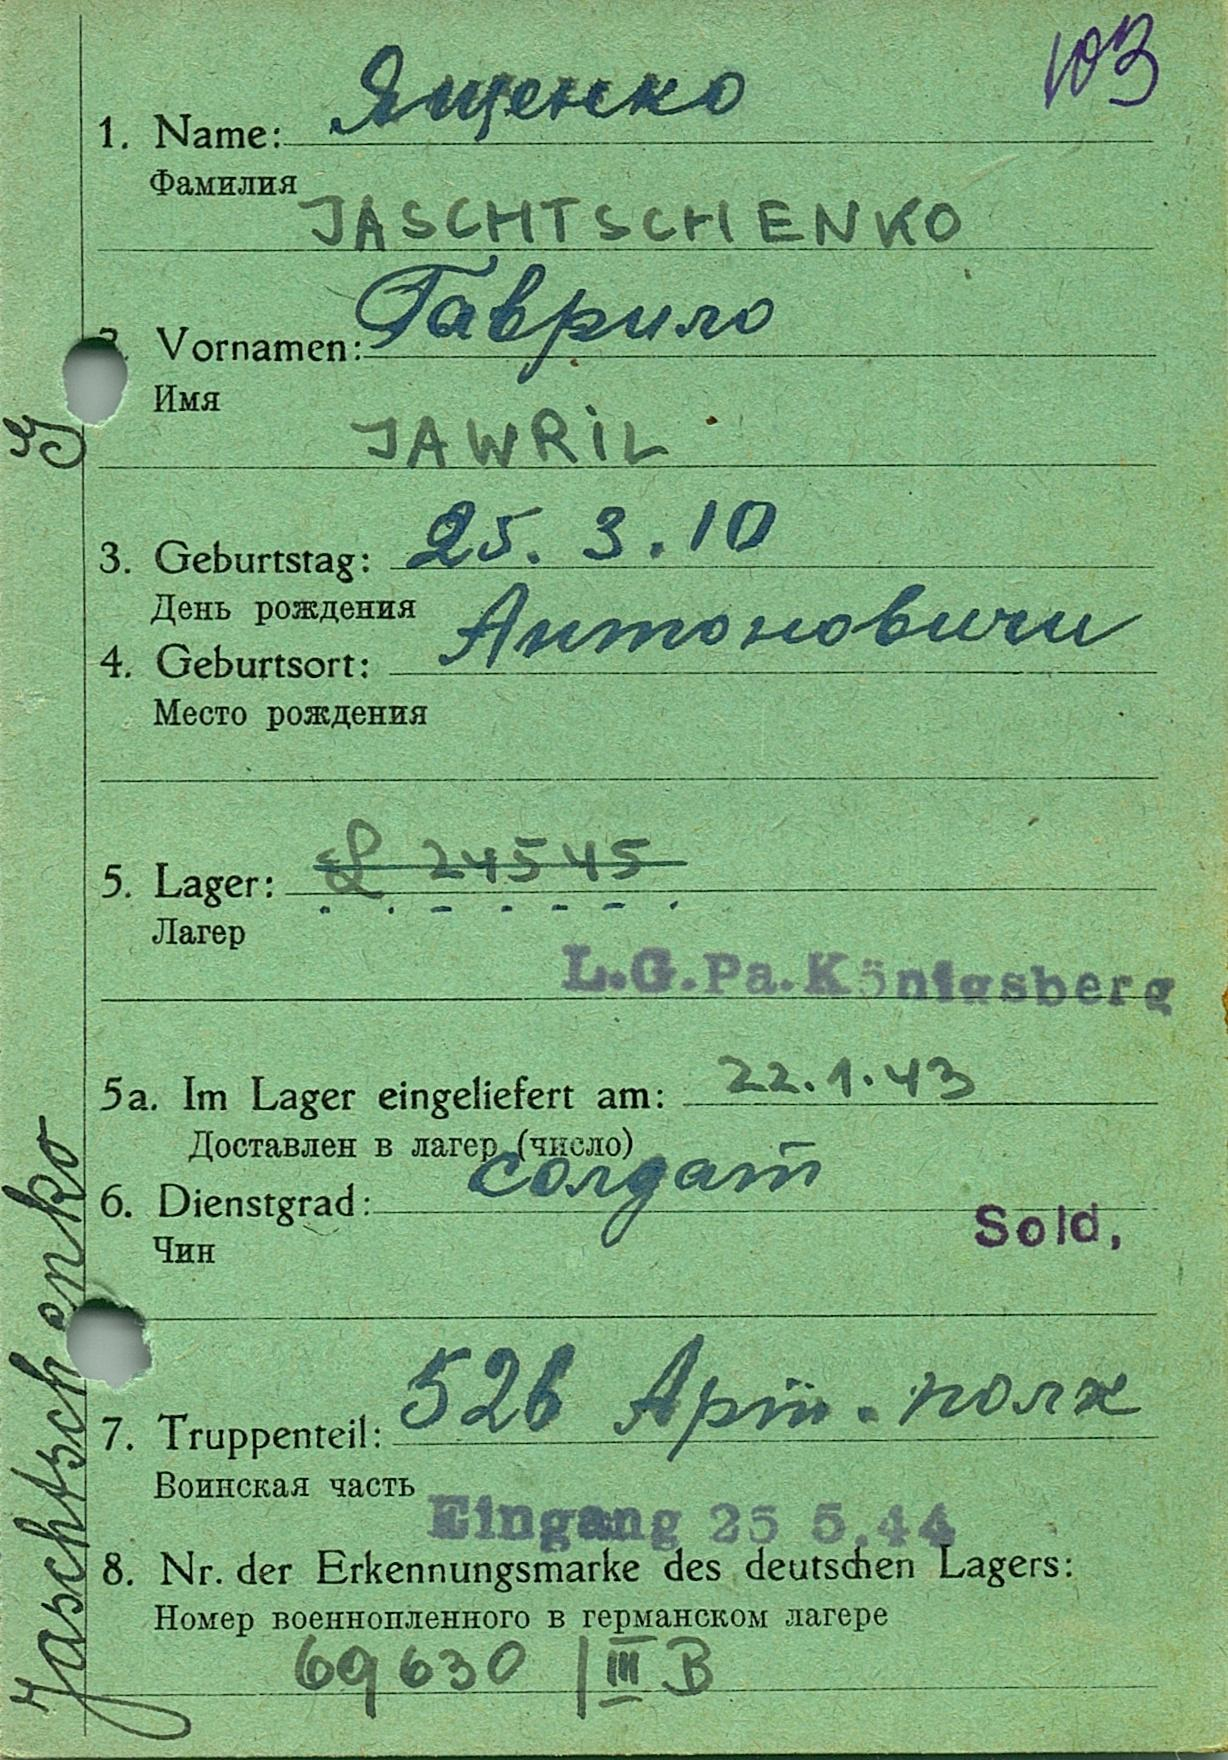 103
Ященко
1. Name:
Фамилия
JASCHTSCHENKO
Гаврило
2. Vornamen:
Имя
JAWRIL
3. Geburtstag: 25. 3. 10
День рождения
4. Geburtsort: Антоновичи
Место рождения
5. Lager: 24545
Лагер
L.G.Pa.Königsberg
5a. Im Lager eingeliefert am: 22.1.43
Доставлен в лагер (число)
6. Dienstgrad: солдат
Чин
Sold,
7. Truppenteil: 526 Арт. полк
Воинская часть
Eingang 25 5.44
8. Nr. der Erkennungsmarke des deutschen Lagers:
Номер военнопленного в германском лагере
69630 / III B
Jaschtschenko J